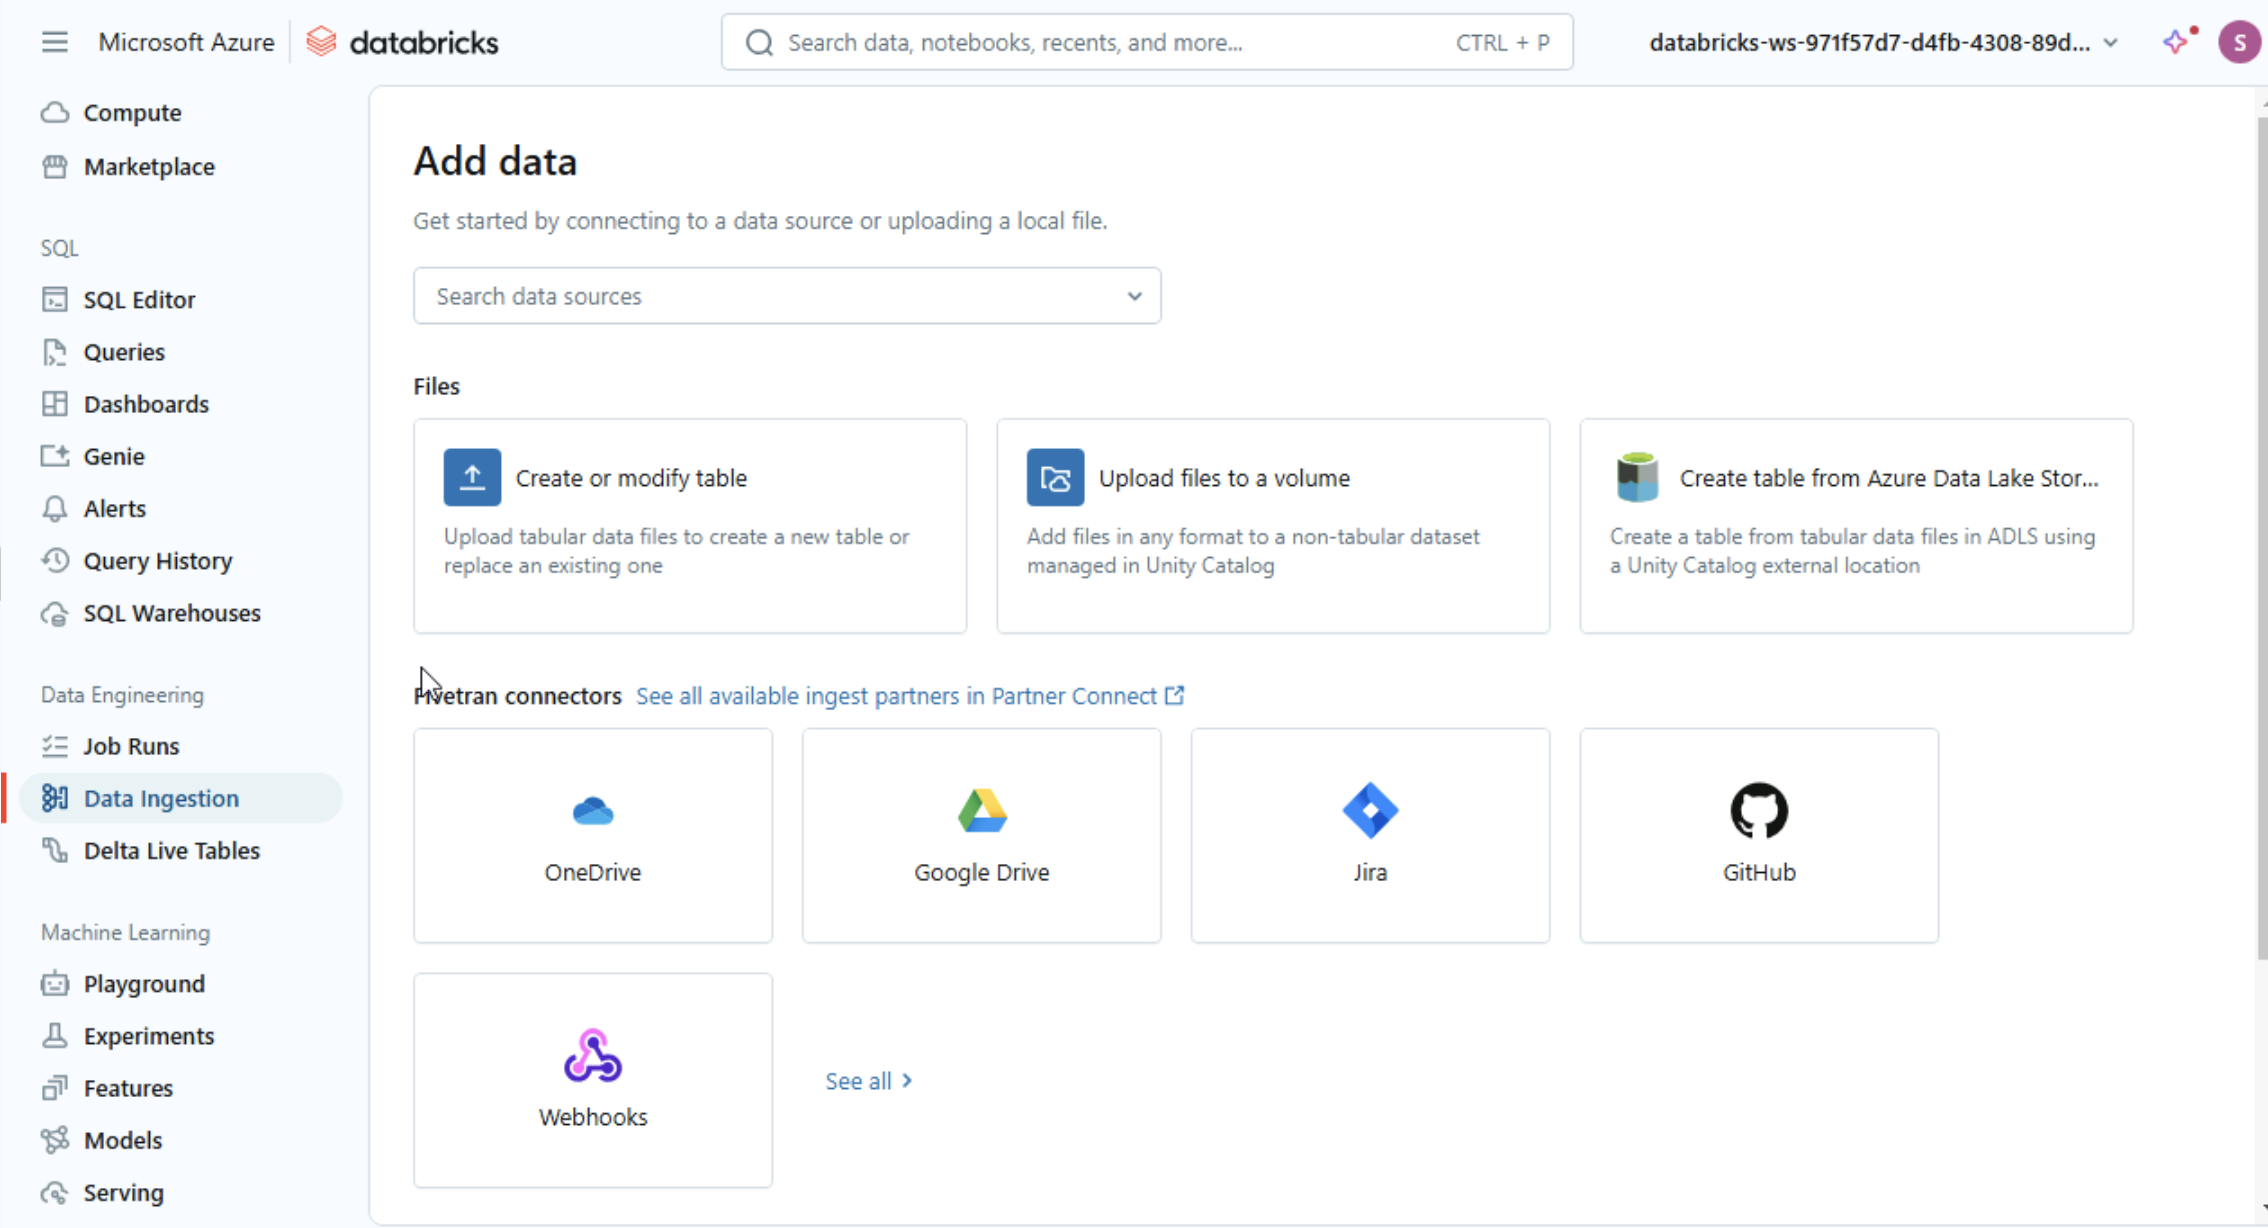 Microsoft Azure
databricks
Search data, notebooks, recents, and more...
CTRL + P
databricks-ws-971f57d7-d4fb-4308-89d...
S
Compute
Marketplace
SQL
SQL Editor
Queries
Dashboards
Genie
Alerts
Query History
SQL Warehouses
Data Engineering
Job Runs
Data Ingestion
Delta Live Tables
Machine Learning
Playground
Experiments
Features
Models
Serving
Add data
Get started by connecting to a data source or uploading a local file.
Search data sources
Files
Create or modify table
Upload tabular data files to create a new table or
replace an existing one
Upload files to a volume
Add files in any format to a non-tabular dataset
managed in Unity Catalog
Create table from Azure Data Lake Stor...
Create a table from tabular data files in ADLS using
a Unity Catalog external location
Fivetran connectors
See all available ingest partners in Partner Connect
OneDrive
Google Drive
Jira
GitHub
Webhooks
See all